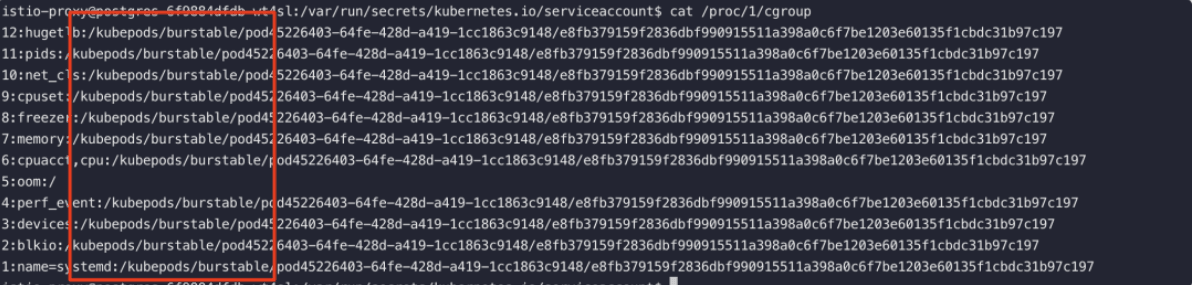 istio-proxy@postgres-6f9884dfdb-wt4sl:/var/run/secrets/kubernetes.io/serviceaccount$ cat /proc/1/cgroup
12:hugetlb:/kubepods/burstable/pod45226403-64fe-428d-a419-1cc1863c9148/e8fb379159f2836dbf990915511a398a0c6f7be1203e60135f1cbdc31b97c197
11:pids:/kubepods/burstable/pod45226403-64fe-428d-a419-1cc1863c9148/e8fb379159f2836dbf990915511a398a0c6f7be1203e60135f1cbdc31b97c197
10:net_cls:/kubepods/burstable/pod45226403-64fe-428d-a419-1cc1863c9148/e8fb379159f2836dbf990915511a398a0c6f7be1203e60135f1cbdc31b97c197
9:cpuset:/kubepods/burstable/pod45226403-64fe-428d-a419-1cc1863c9148/e8fb379159f2836dbf990915511a398a0c6f7be1203e60135f1cbdc31b97c197
8:freezer:/kubepods/burstable/pod45226403-64fe-428d-a419-1cc1863c9148/e8fb379159f2836dbf990915511a398a0c6f7be1203e60135f1cbdc31b97c197
7:memory:/kubepods/burstable/pod45226403-64fe-428d-a419-1cc1863c9148/e8fb379159f2836dbf990915511a398a0c6f7be1203e60135f1cbdc31b97c197
6:cpuacct,cpu:/kubepods/burstable/pod45226403-64fe-428d-a419-1cc1863c9148/e8fb379159f2836dbf990915511a398a0c6f7be1203e60135f1cbdc31b97c197
5:oom:/
4:perf_event:/kubepods/burstable/pod45226403-64fe-428d-a419-1cc1863c9148/e8fb379159f2836dbf990915511a398a0c6f7be1203e60135f1cbdc31b97c197
3:devices:/kubepods/burstable/pod45226403-64fe-428d-a419-1cc1863c9148/e8fb379159f2836dbf990915511a398a0c6f7be1203e60135f1cbdc31b97c197
2:blkio:/kubepods/burstable/pod45226403-64fe-428d-a419-1cc1863c9148/e8fb379159f2836dbf990915511a398a0c6f7be1203e60135f1cbdc31b97c197
1:name=systemd:/kubepods/burstable/pod45226403-64fe-428d-a419-1cc1863c9148/e8fb379159f2836dbf990915511a398a0c6f7be1203e60135f1cbdc31b97c197
istio-proxy@postgres-6f9884dfdb-wt4sl:/var/run/secrets/kubernetes.io/serviceaccount$